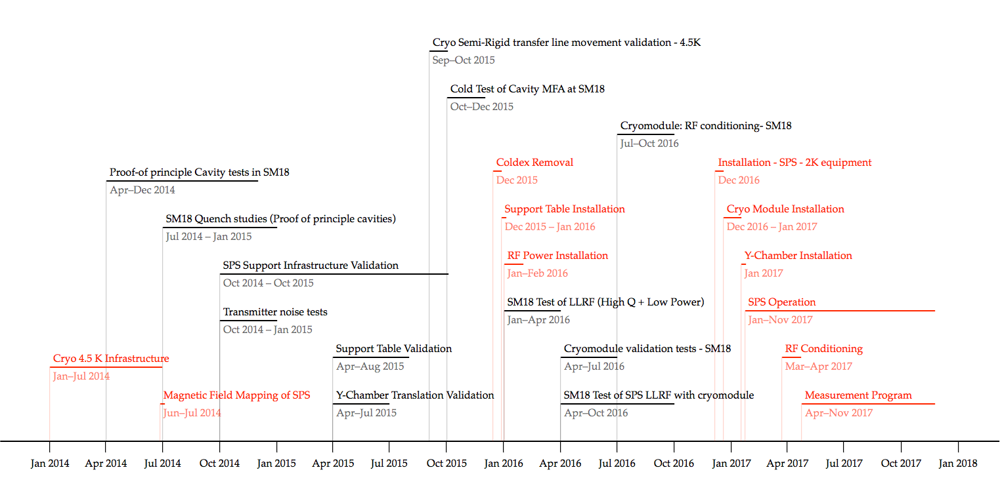 Cryo Semi-Rigid transfer line movement validation - 4.5K
Sep–Oct 2015
Cold Test of Cavity MFA at SM18
Oct–Dec 2015
Cryomodule: RF conditioning- SM18
Jul–Oct 2016
Coldex Removal
Dec 2015
Installation - SPS - 2K equipment
Dec 2016
Proof-of principle Cavity tests in SM18
Apr–Dec 2014
Support Table Installation
Dec 2015 – Jan 2016
Cryo Module Installation
Dec 2016 – Jan 2017
SM18 Quench studies (Proof of principle cavities)
Jul 2014 – Jan 2015
RF Power Installation
Jan–Feb 2016
Y-Chamber Installation
Jan 2017
SPS Support Infrastructure Validation
Oct 2014 – Oct 2015
SM18 Test of LLRF (High Q + Low Power)
Jan–Apr 2016
SPS Operation
Jan–Nov 2017
Transmitter noise tests
Oct 2014 – Jan 2015
Support Table Validation
Apr–Aug 2015
Cryomodule validation tests - SM18
Apr–Jul 2016
RF Conditioning
Mar–Apr 2017
Cryo 4.5 K Infrastructure
Jan–Jul 2014
Magnetic Field Mapping of SPS
Jun–Jul 2014
Y-Chamber Translation Validation
Apr–Jul 2015
SM18 Test of SPS LLRF with cryomodule
Apr–Oct 2016
Measurement Program
Apr–Nov 2017
Jan 2014 Apr 2014 Jul 2014 Oct 2014 Jan 2015 Apr 2015 Jul 2015 Oct 2015 Jan 2016 Apr 2016 Jul 2016 Oct 2016 Jan 2017 Apr 2017 Jul 2017 Oct 2017 Jan 2018